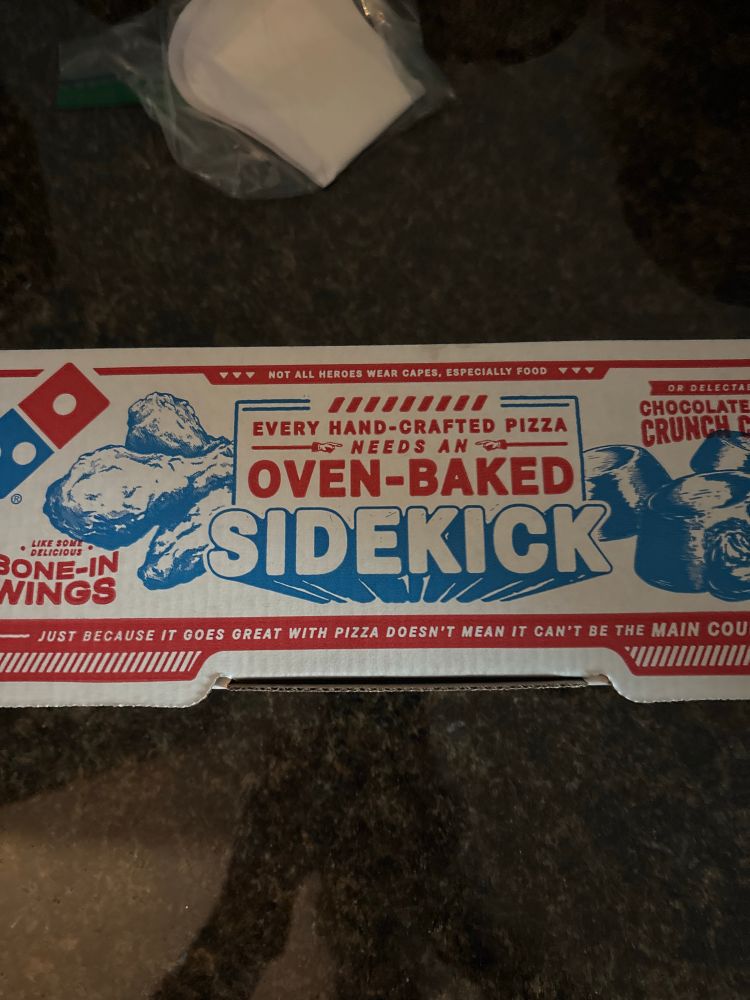 NOT ALL HEROES WEAR CAPES, ESPECIALLY FOOD
EVERY HAND-CRAFTED PIZZA
NEEDS AN
OVEN-BAKED
SIDEKICK
®
LIKE SOME
DELICIOUS
BONE-IN
WINGS
OR
CHOCOLATE
CRUNCH
JUST BECAUSE IT GOES GREAT WITH PIZZA DOESN'T MEAN IT CAN'T BE THE MAIN